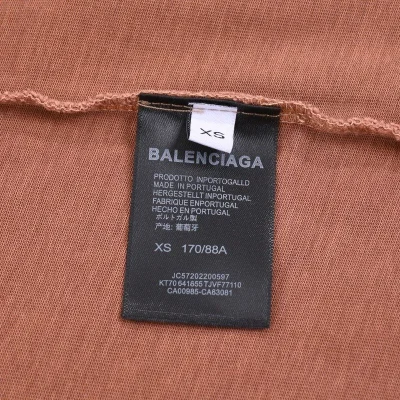 XS
BALENCIAGA
PRODOTTO INPORTOGALLD
MADE IN PORTUGAL
HERGESTELLT INPORTUGAL
FABRIQUE ENPORTUGAL
HECHO EN PORTUGAL
ポルトガル製
产地: 葡萄牙
XS 170/88A
JC57202200597
KT70 641655 TJVF77110
CA00985-CA63081